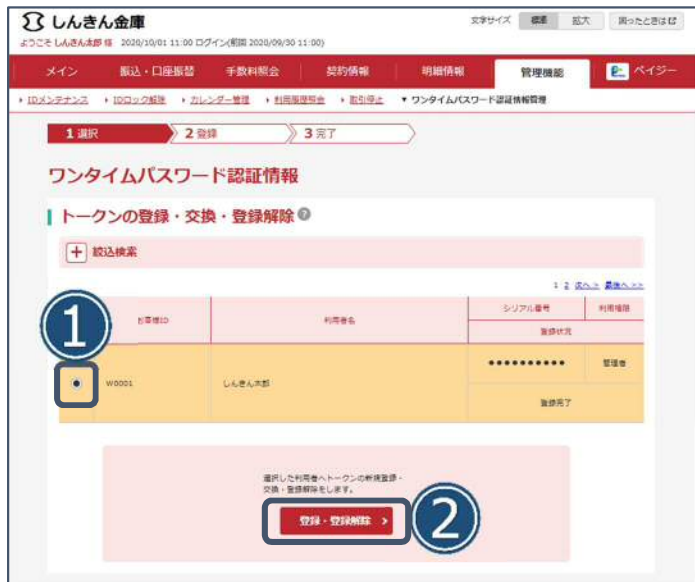 しんきん金庫
文字サイズ 標準 拡大 困ったときは
ようこそ しんきん太郎 様 2020/10/01 11:00 ログイン(前回 2020/09/30 11:00)
メイン 振込・口座振替 手数料照会 契約情報 明細情報 管理機能 ペイジー
IDメンテナンス IDロック解除 カレンダー管理 利用履歴照会 取引停止 ▼ ワンタイムパスワード認証情報管理
1 選択 2 登録 3 完了
ワンタイムパスワード認証情報
トークンの登録・交換・登録解除 ?
+ 絞込検索
1 2 次へ> 最後へ>>
1
お客様ID 利用者名 シリアル番号 利用権限
登録状況
W0001 しんきん太郎 ●●●●●●●●●● 管理者
登録完了
選択した利用者へトークンの新規登録・
交換・登録解除をします。
登録・登録解除 >
2